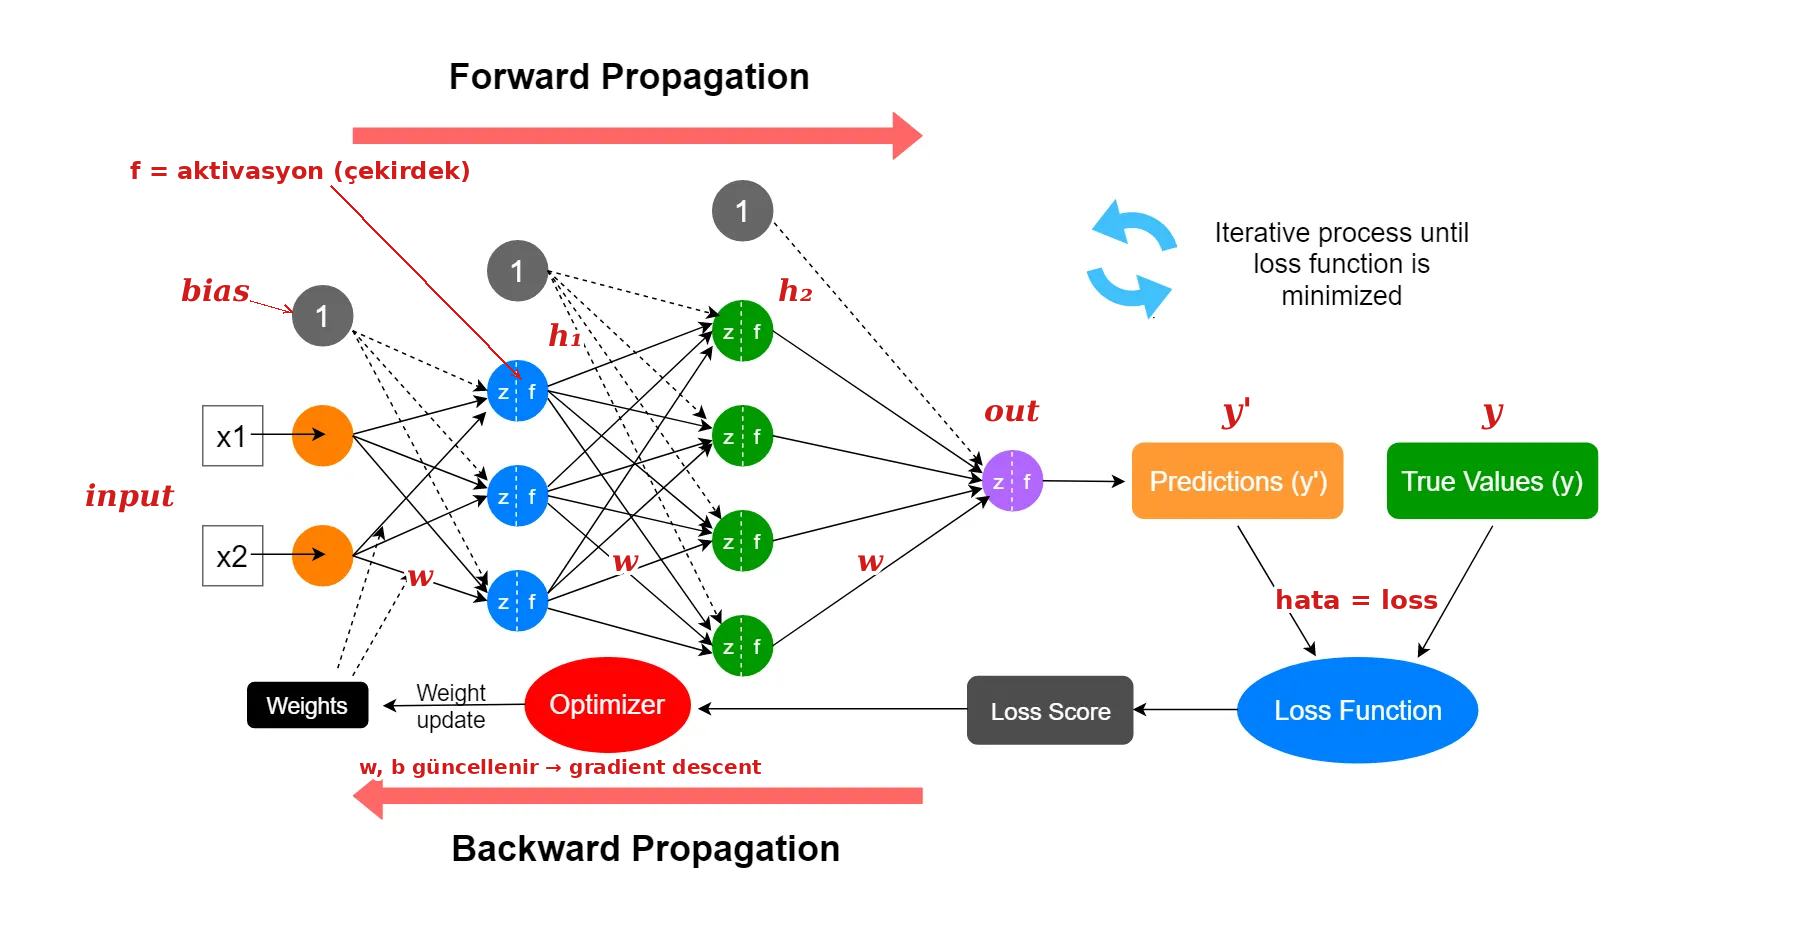 Forward Propagation
f = aktivasyon (çekirdek)
1
1
1
bias
h₁
h₂
z f
z f
z f
z f
z f
z f
z f
z f
x1
x2
input
w
w
w
out
Iterative process until
loss function is
minimized
y'
y
Predictions (y')
True Values (y)
hata = loss
Weights
Weight
update
Optimizer
Loss Score
Loss Function
w, b güncellenir → gradient descent
Backward Propagation